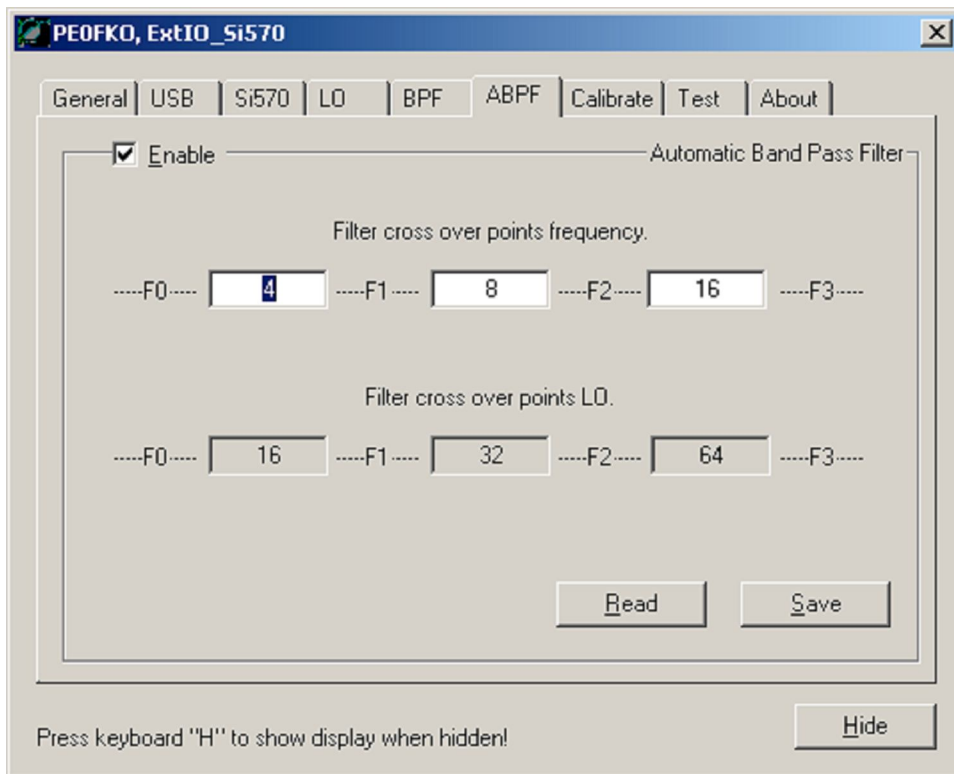 PE0FKO, ExtIO_Si570
General USB Si570 LO BPF ABPF Calibrate Test About
Enable Automatic Band Pass Filter
Filter cross over points frequency.
-----F0----- 4 -----F1----- 8 -----F2----- 16 -----F3-----
Filter cross over points LO.
-----F0----- 16 -----F1----- 32 -----F2----- 64 -----F3-----
Read Save
Press keyboard "H" to show display when hidden! Hide